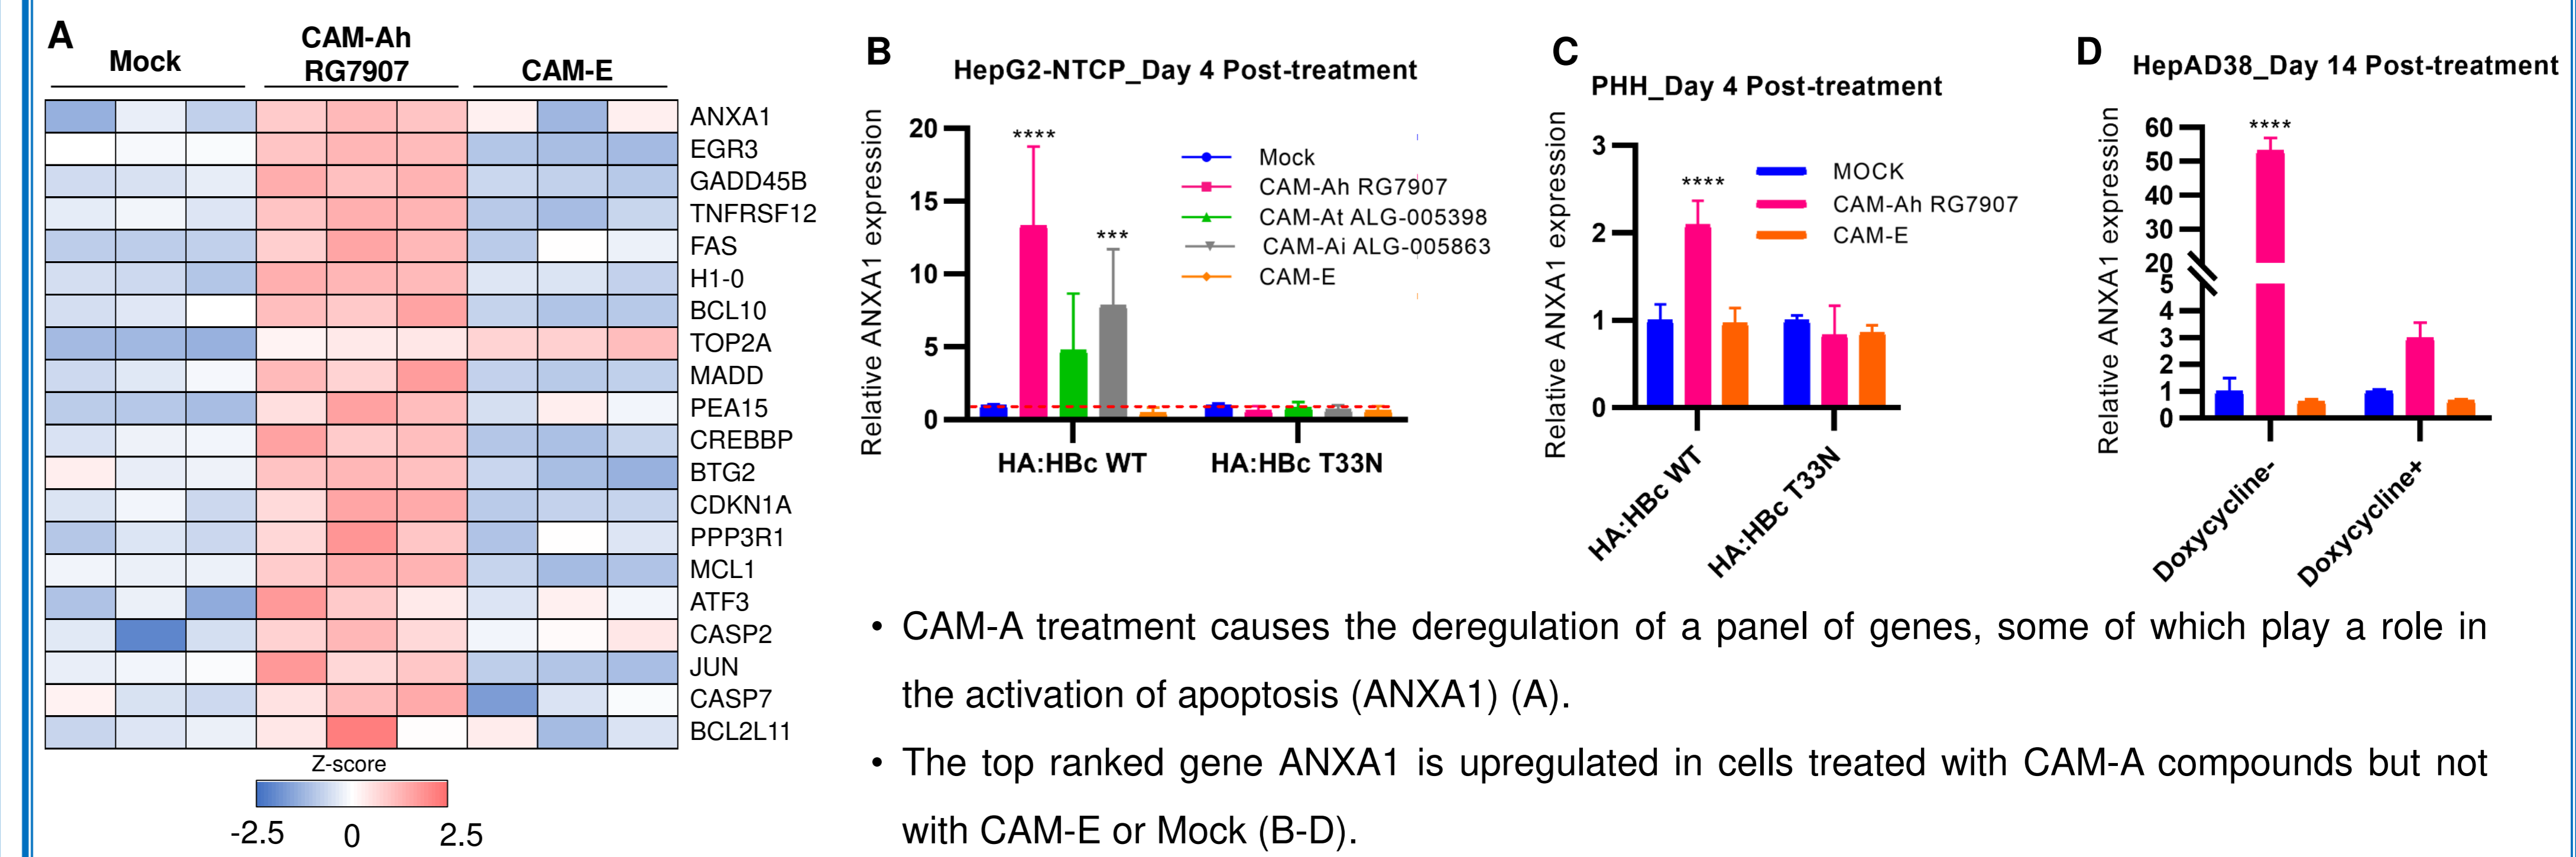 A
Mock
CAM-Ah
RG7907
CAM-E
ANXA1
EGR3
GADD45B
TNFRSF12
FAS
H1-0
BCL10
TOP2A
MADD
PEA15
CREBBP
BTG2
CDKN1A
PPP3R1
MCL1
ATF3
CASP2
JUN
CASP7
BCL2L11
Z-score
-2.5 0 2.5
B
HepG2-NTCP_Day 4 Post-treatment
Relative ANXA1 expression
20
15
10
5
0
****
***
Mock
CAM-Ah RG7907
CAM-At ALG-005398
CAM-Ai ALG-005863
CAM-E
HA:HBc WT
HA:HBc T33N
C
PHH_Day 4 Post-treatment
Relative ANXA1 expression
3
2
1
0
****
MOCK
CAM-Ah RG7907
CAM-E
HA:HBc WT
HA:HBc T33N
D
HepAD38_Day 14 Post-treatment
Relative ANXA1 expression
60
50
40
30
20
5
4
3
2
1
0
****
Doxycycline-
Doxycycline+
• CAM-A treatment causes the deregulation of a panel of genes, some of which play a role in
the activation of apoptosis (ANXA1) (A).
• The top ranked gene ANXA1 is upregulated in cells treated with CAM-A compounds but not
with CAM-E or Mock (B-D).